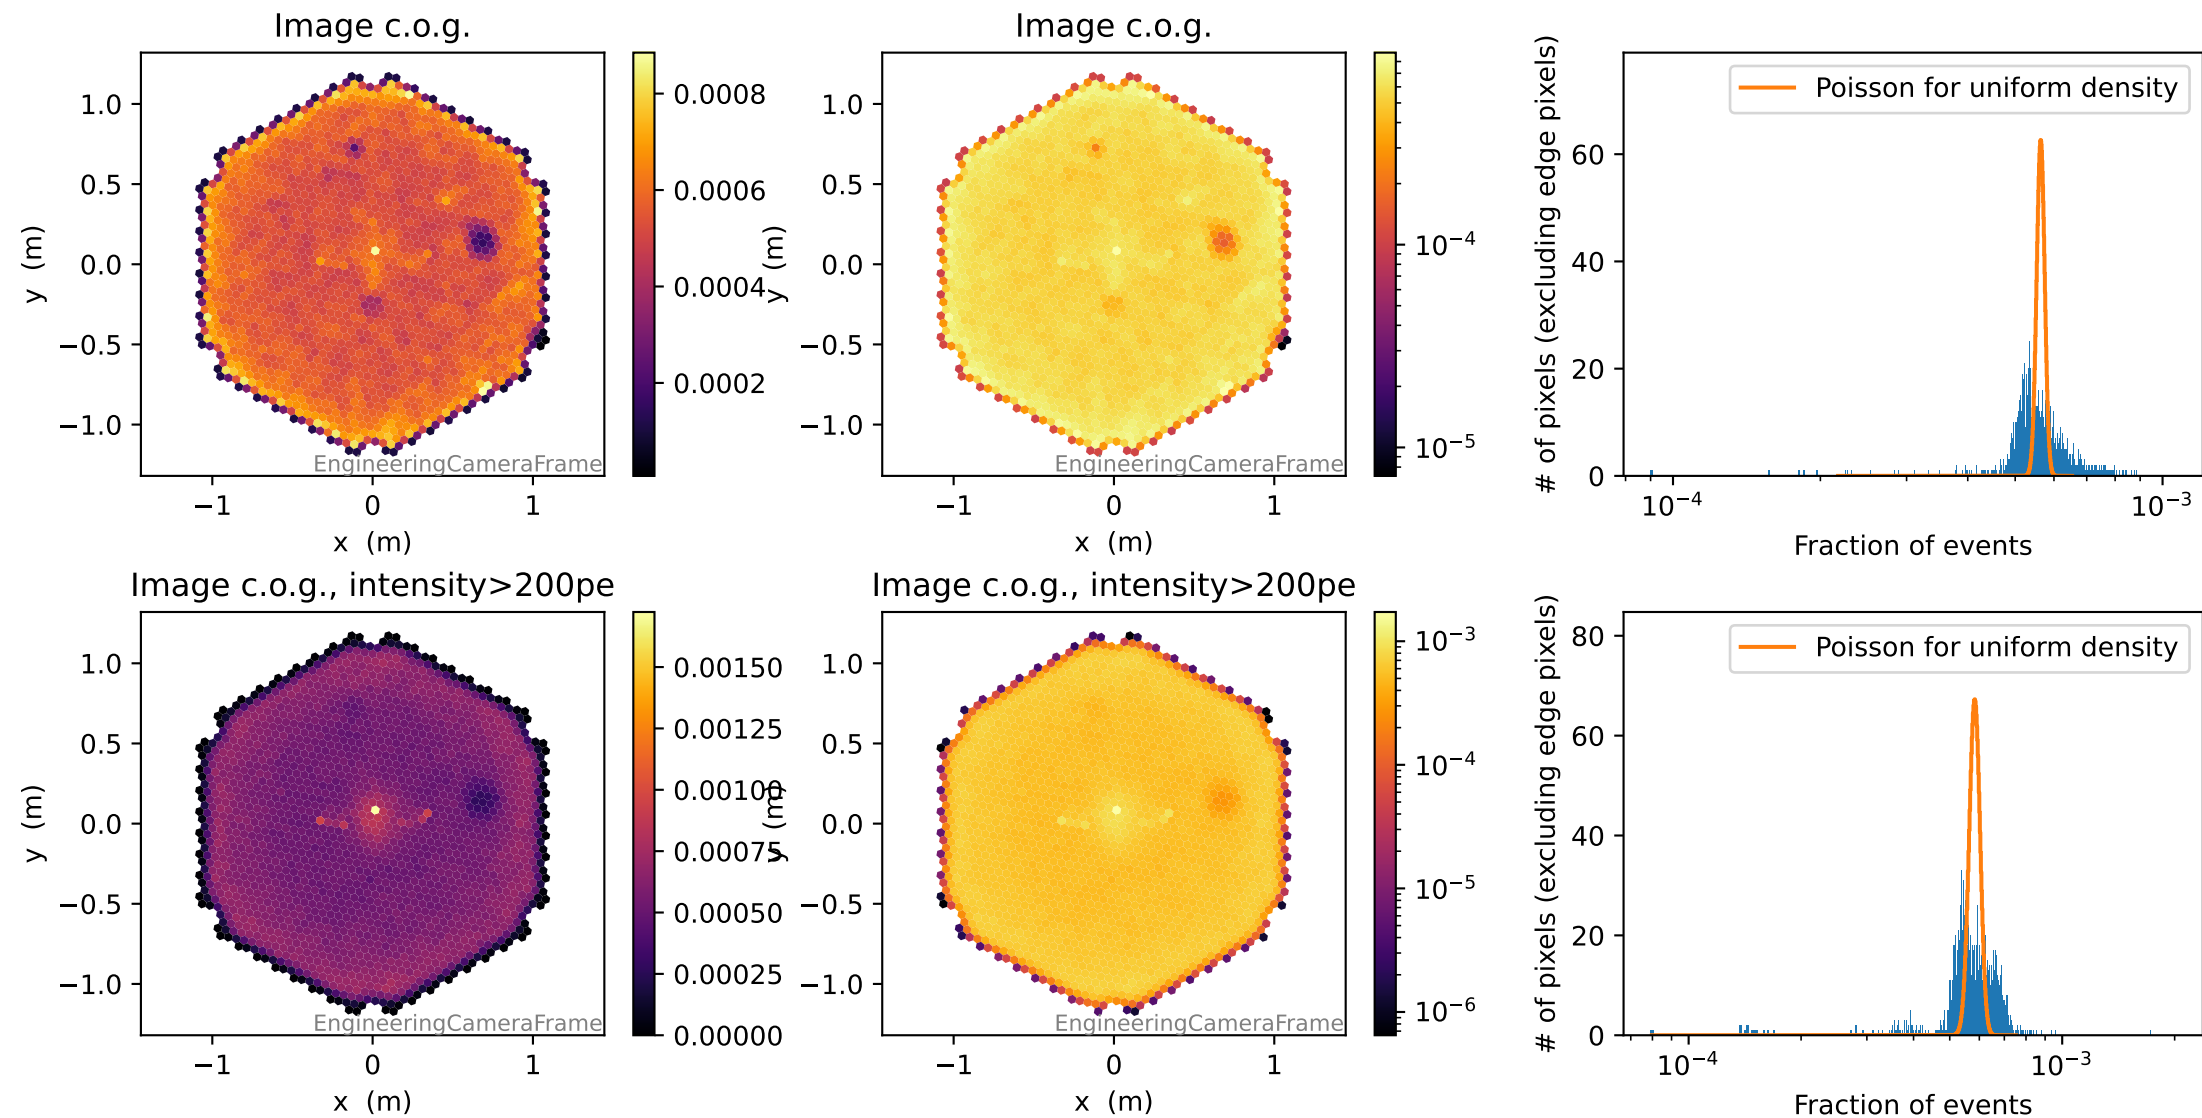 Image c.o.g.
1.0
0.5
0.0
−0.5
−1.0
y (m)
−1
0
1
x (m)
EngineeringCameraFrame
0.0008
0.0006
0.0004
0.0002
Image c.o.g.
1.0
0.5
0.0
−0.5
−1.0
y (m)
−1
0
1
x (m)
EngineeringCameraFrame
10⁻⁴
10⁻⁵
# of pixels (excluding edge pixels)
60
40
20
0
Poisson for uniform density
10⁻⁴
10⁻³
Fraction of events
Image c.o.g., intensity>200pe
1.0
0.5
0.0
−0.5
−1.0
y (m)
−1
0
1
x (m)
EngineeringCameraFrame
0.00150
0.00125
0.00100
0.00075
0.00050
0.00025
0.00000
Image c.o.g., intensity>200pe
1.0
0.5
0.0
−0.5
−1.0
y (m)
−1
0
1
x (m)
EngineeringCameraFrame
10⁻³
10⁻⁴
10⁻⁵
10⁻⁶
# of pixels (excluding edge pixels)
80
60
40
20
0
Poisson for uniform density
10⁻⁴
10⁻³
Fraction of events